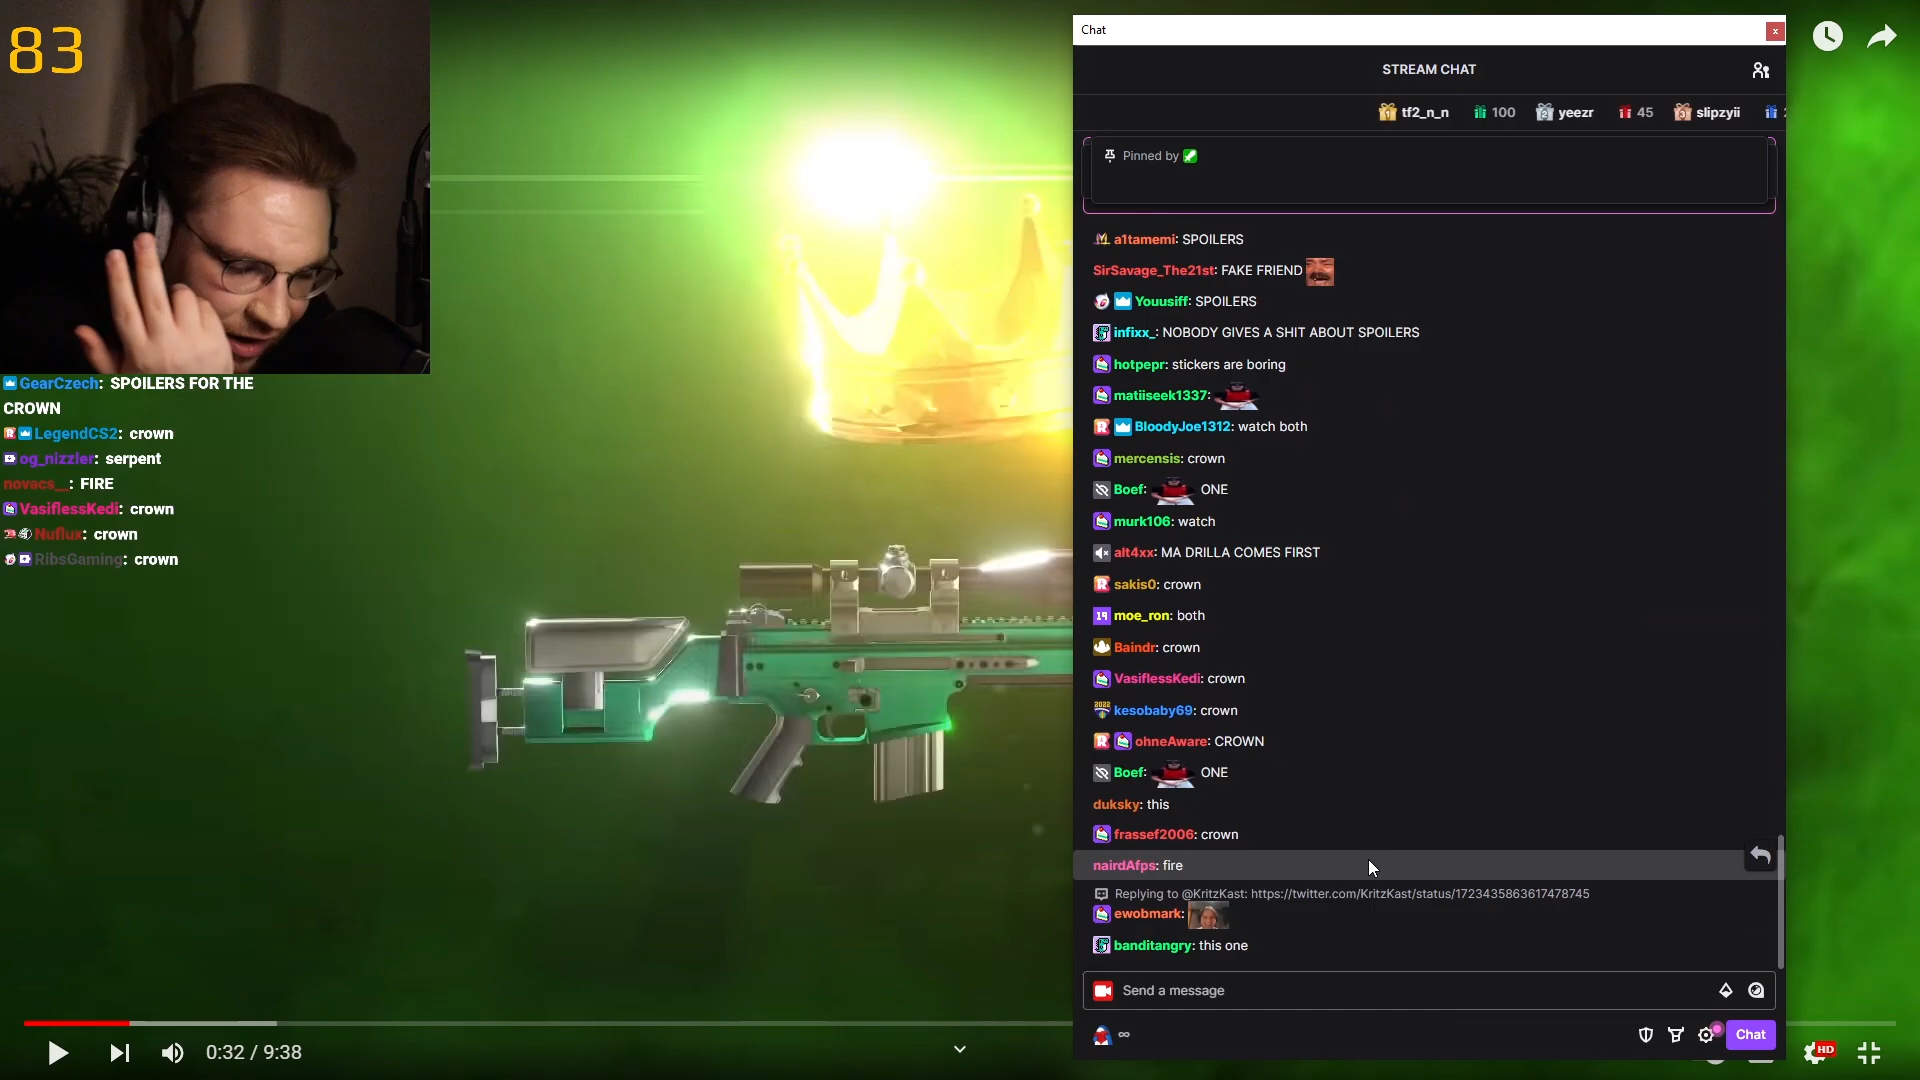 83
GearCzech: SPOILERS FOR THE
CROWN
LegendCS2: crown
og_nizzler: serpent
novacs__: FIRE
VasiflessKedi: crown
Nuflux: crown
RibsGaming: crown
0:32 / 9:38
Chat
x
STREAM CHAT
tf2_n_n 100 yeezr 45 slipzyii
Pinned by
a1tamemi: SPOILERS
SirSavage_The21st: FAKE FRIEND
Youusiff: SPOILERS
infixx_: NOBODY GIVES A SHIT ABOUT SPOILERS
hotpepr: stickers are boring
matiiseek1337:
BloodyJoe1312: watch both
mercensis: crown
Boef: ONE
murk106: watch
alt4xx: MA DRILLA COMES FIRST
sakis0: crown
moe_ron: both
Baindr: crown
VasiflessKedi: crown
kesobaby69: crown
ohneAware: CROWN
Boef: ONE
duksky: this
frassef2006: crown
nairdAfps: fire
Replying to @KritzKast: https://twitter.com/KritzKast/status/1723435863617478745
ewobmark:
banditangry: this one
Send a message
∞
Chat
HD